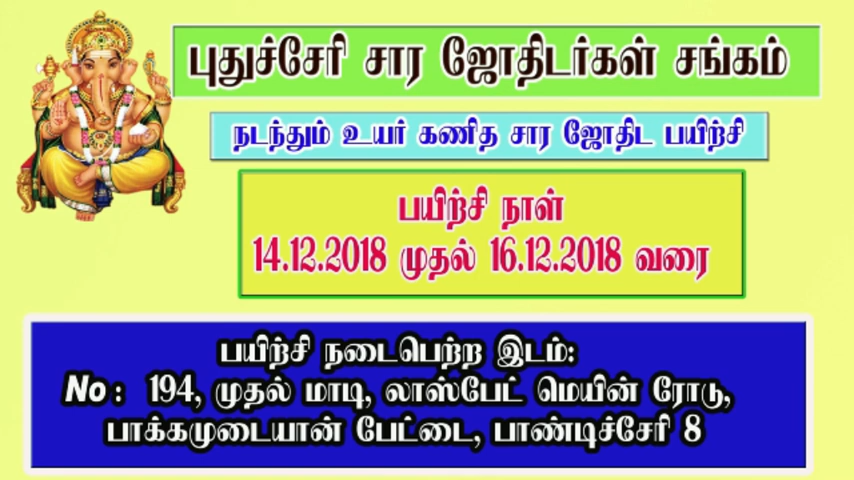 புதுச்சேரி சார ஜோதிடர்கள் சங்கம்
நடந்தும் உயர் கணித சார ஜோதிட பயிற்சி
பயிற்சி நாள்
14.12.2018 முதல் 16.12.2018 வரை
பயிற்சி நடைபெற்ற இடம்:
No : 194, முதல் மாடி, லாஸ்பேட் மெயின் ரோடு,
பாக்கமுடையான் பேட்டை, பாண்டிச்சேரி 8